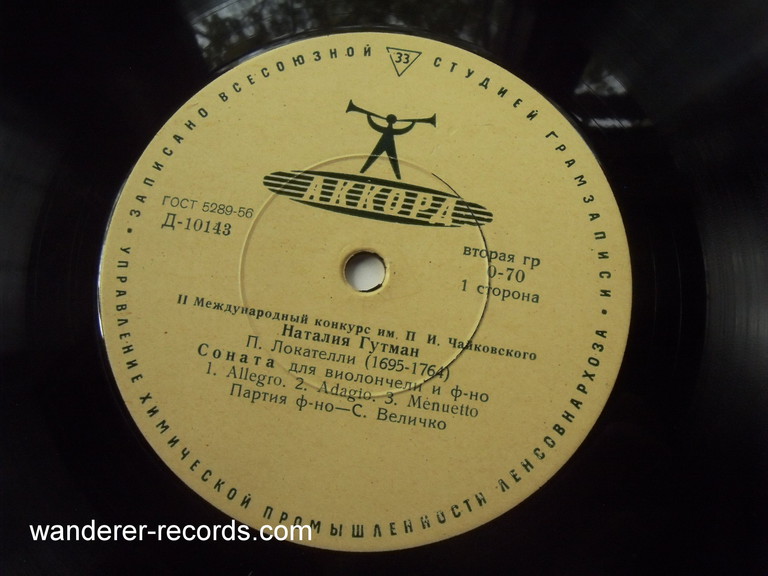 ЗАПИСАНО ВСЕСОЮЗНОЙ СТУДИЕЙ ГРАМЗАПИСИ • УПРАВЛЕНИЕ ХИМИЧЕСКОЙ ПРОМЫШЛЕННОСТИ ЛЕНСОВНАРХОЗА •
33
АККОРД
ГОСТ 5289-56
Д-10143
вторая гр
0-70
1 сторона
II Международный конкурс им. П И. Чайковского
Наталия Гутман
П. Локателли (1695-1764)
Соната для виолончели и ф-но
1. Allegro. 2. Adagio. 3. Menuetto
Партия ф-но—С. Величко
wanderer-records.com